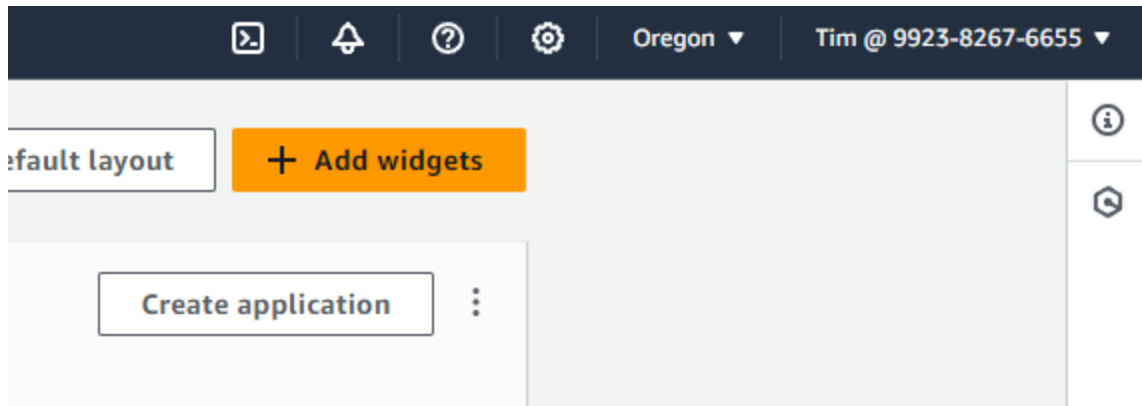 Oregon ▼ Tim @ 9923-8267-6655 ▼
efault layout + Add widgets
Create application